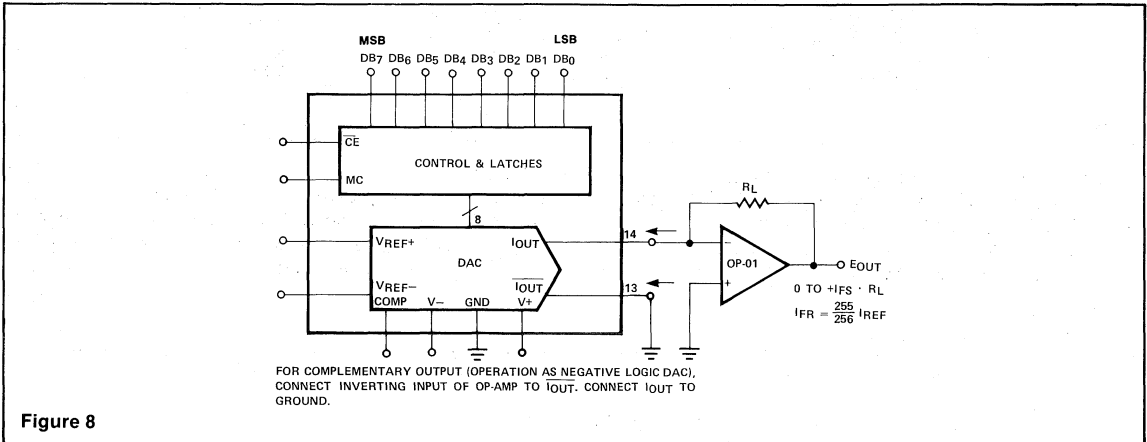 MSB LSB
DB7 DB6 DB5 DB4 DB3 DB2 DB1 DB0
CE
CONTROL & LATCHES
MC
8
RL
VREF+ IOUT 14
DAC
OP-01
EOUT
VREF– IOUT 13
COMP V– GND V+
– +
0 TO +IFS · RL
IFR = 255/256 IREF
FOR COMPLEMENTARY OUTPUT (OPERATION AS NEGATIVE LOGIC DAC),
CONNECT INVERTING INPUT OF OP-AMP TO IOUT. CONNECT IOUT TO
GROUND.
Figure 8